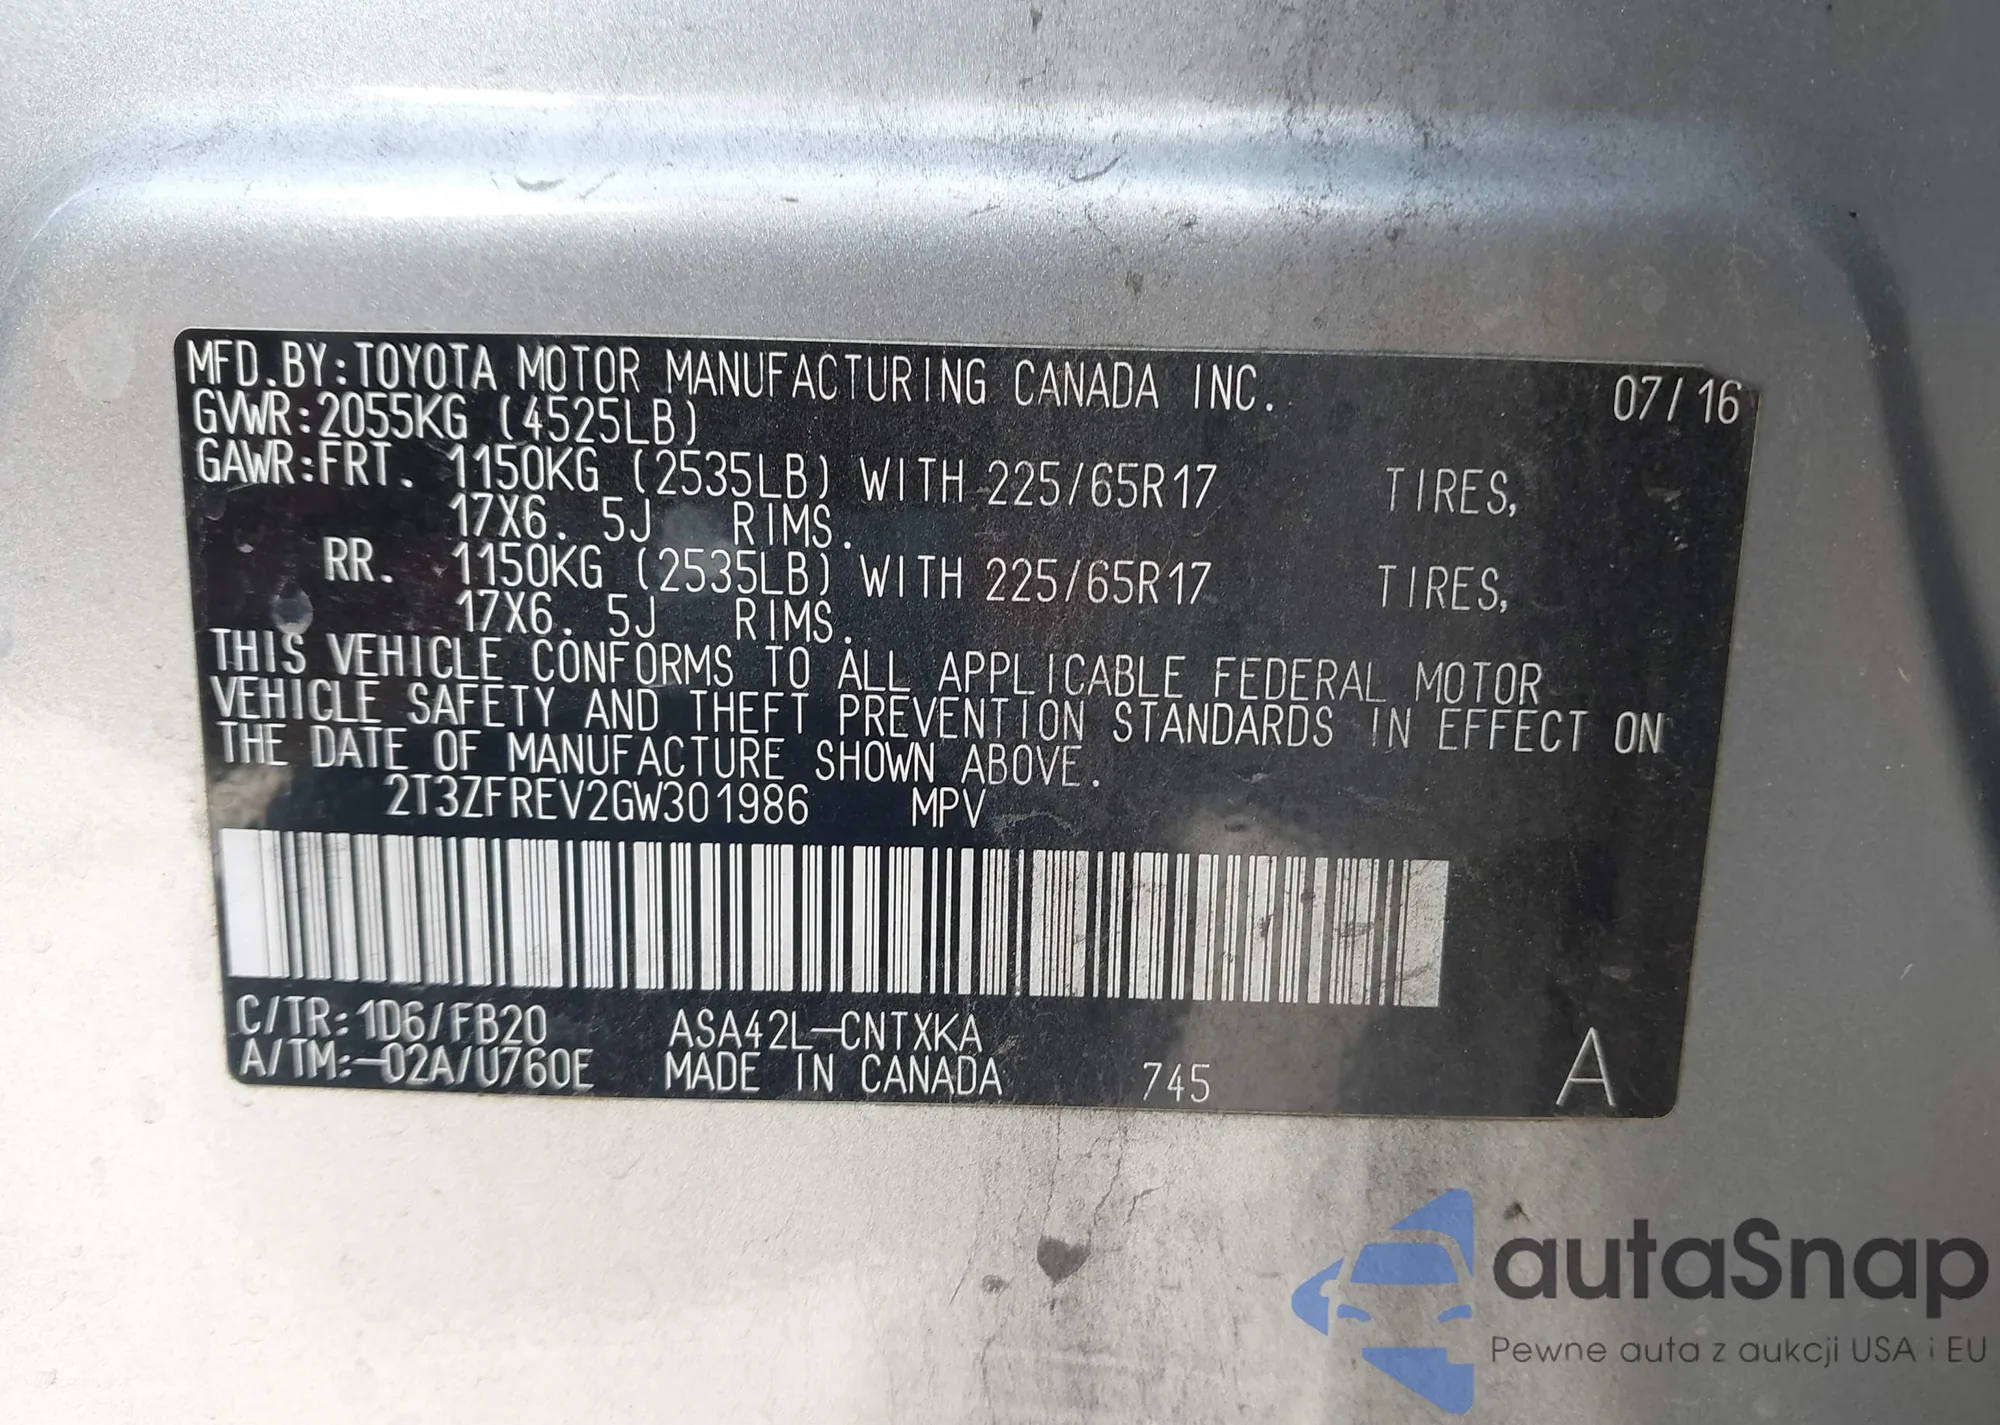 MFD.BY:TOYOTA MOTOR MANUFACTURING CANADA INC. 07/16
GVWR:2055KG (4525LB)
GAWR:FRT. 1150KG (2535LB) WITH 225/65R17 TIRES,
17X6. 5J RIMS.
RR. 1150KG (2535LB) WITH 225/65R17 TIRES,
17X6. 5J RIMS.
THIS VEHICLE CONFORMS TO ALL APPLICABLE FEDERAL MOTOR
VEHICLE SAFETY AND THEFT PREVENTION STANDARDS IN EFFECT ON
THE DATE OF MANUFACTURE SHOWN ABOVE.
2T3ZFREV2GW301986 MPV
C/TR:1D6/FB20 ASA42L-CNTXKA
A/TM:-02A/U760E MADE IN CANADA 745 A
autaSnap
Pewne auta z aukcji USA i EU